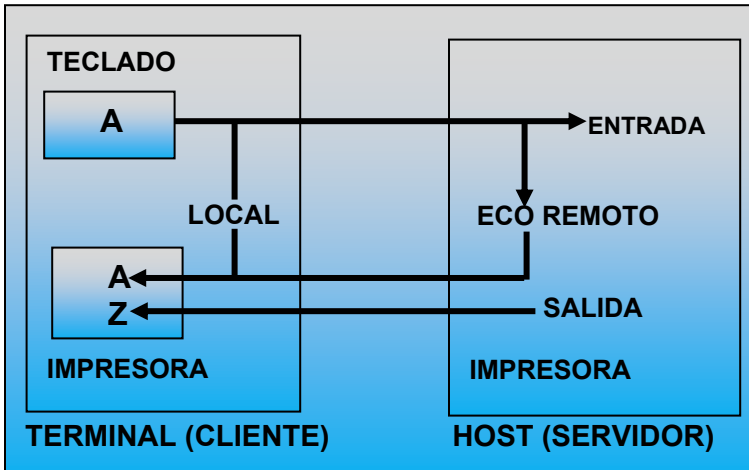 TECLADO
A
ENTRADA
LOCAL
ECO REMOTO
A
Z
SALIDA
IMPRESORA
IMPRESORA
TERMINAL (CLIENTE)
HOST (SERVIDOR)